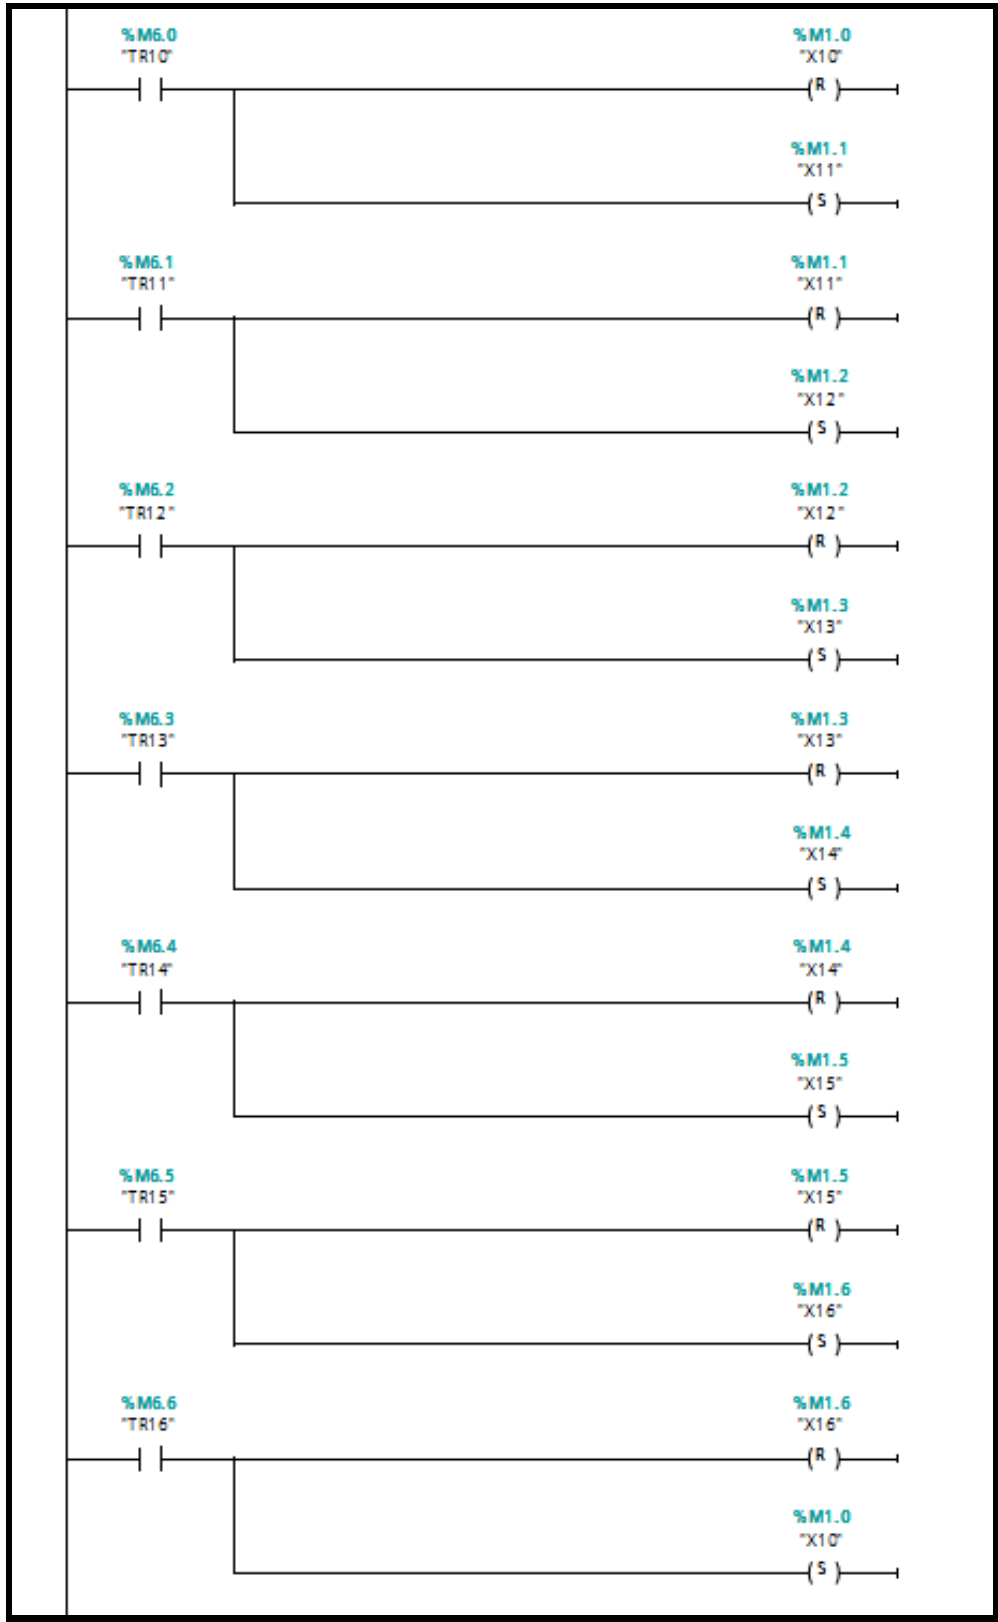 %M6.0 %M1.0
"TR10" "X10"
(R)
%M1.1
"X11"
(S)
%M6.1 %M1.1
"TR11" "X11"
(R)
%M1.2
"X12"
(S)
%M6.2 %M1.2
"TR12" "X12"
(R)
%M1.3
"X13"
(S)
%M6.3 %M1.3
"TR13" "X13"
(R)
%M1.4
"X14"
(S)
%M6.4 %M1.4
"TR14" "X14"
(R)
%M1.5
"X15"
(S)
%M6.5 %M1.5
"TR15" "X15"
(R)
%M1.6
"X16"
(S)
%M6.6 %M1.6
"TR16" "X16"
(R)
%M1.0
"X10"
(S)